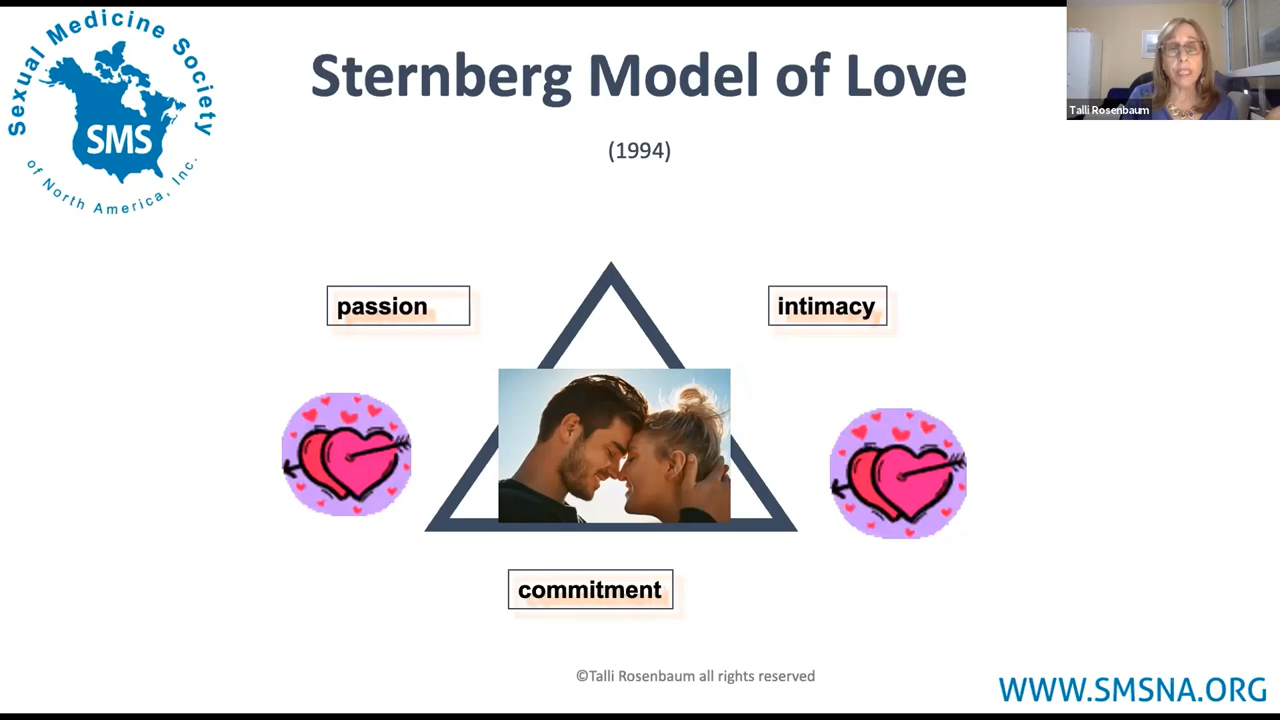 Sexual Medicine Society
SMS
of North America, Inc.
Sternberg Model of Love
(1994)
Talli Rosenbaum
passion
intimacy
commitment
©Talli Rosenbaum all rights reserved
WWW.SMSNA.ORG